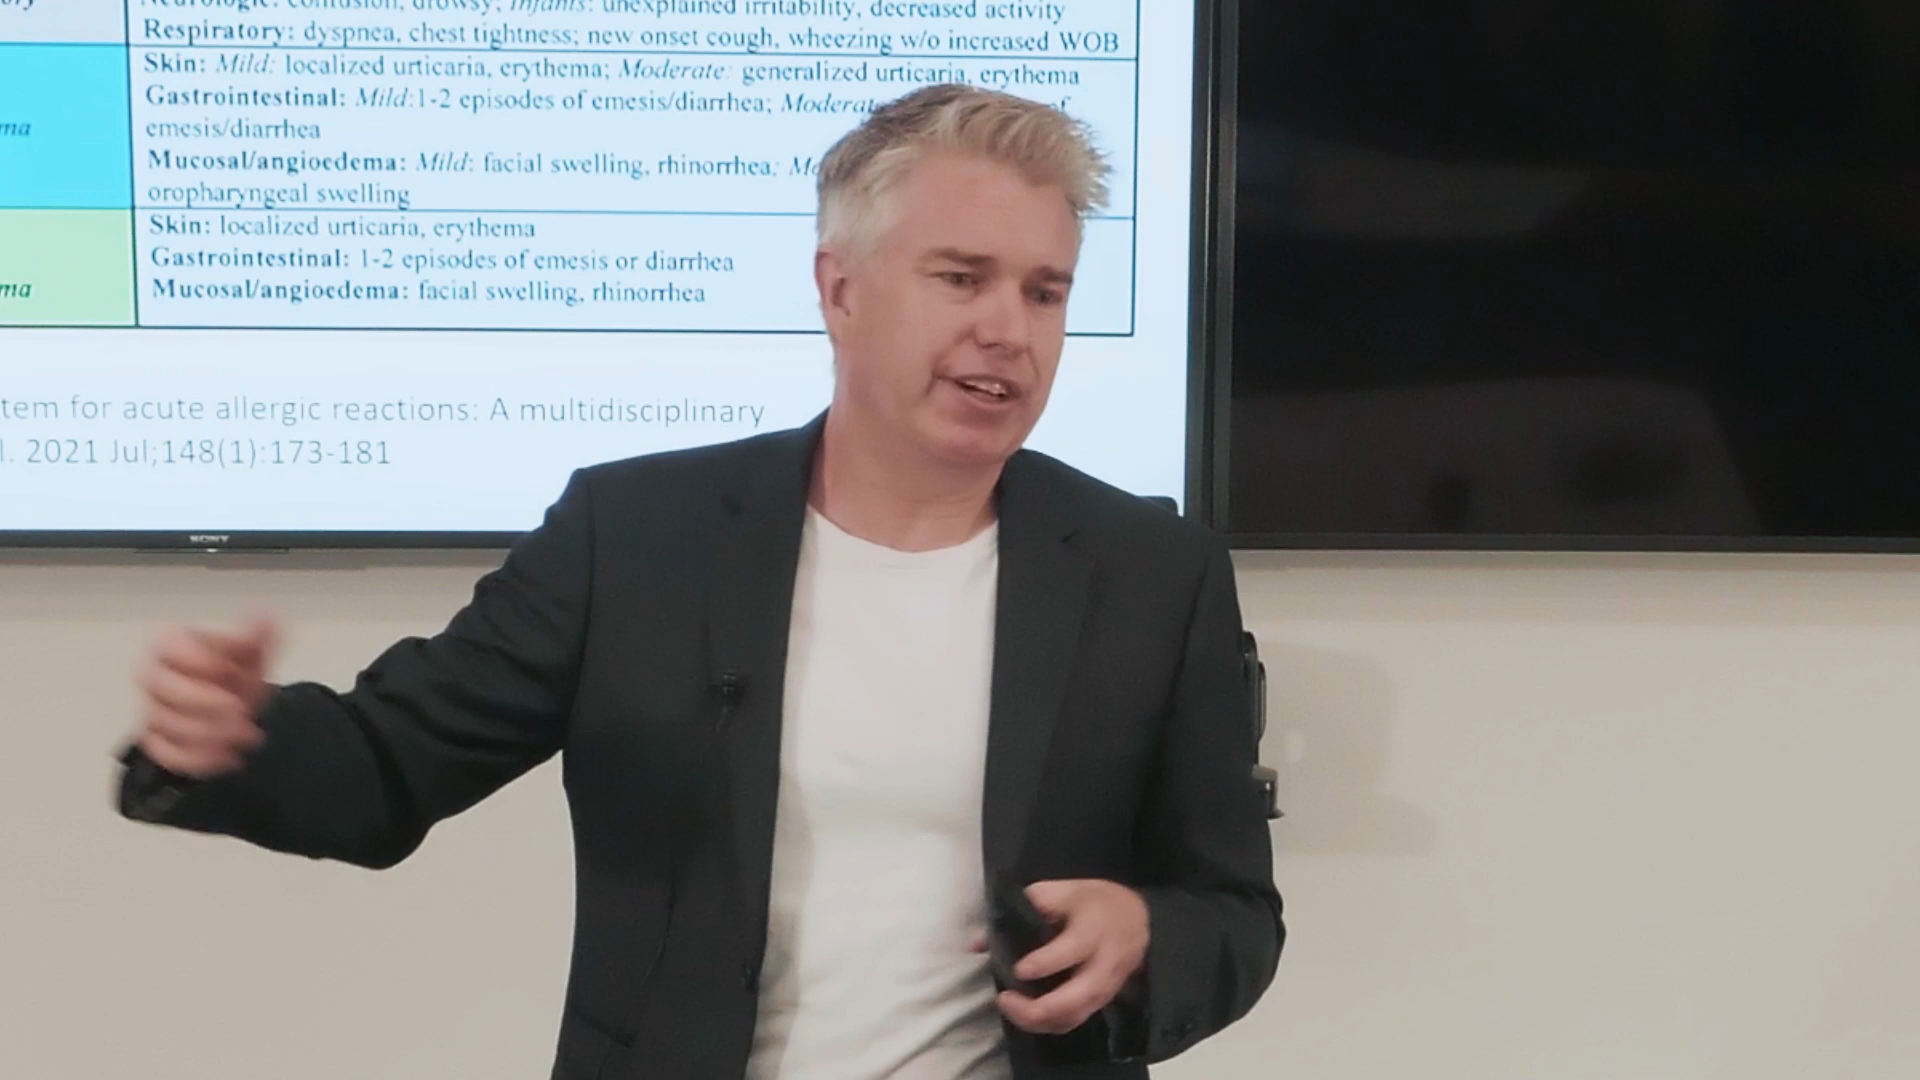 confusion, drowsy; Infants: unexplained irritability, decreased activity
Respiratory: dyspnea, chest tightness; new onset cough, wheezing w/o increased WOB
Skin: Mild: localized urticaria, erythema; Moderate: generalized urticaria, erythema
Gastrointestinal: Mild:1-2 episodes of emesis/diarrhea; Moderat of
ma
emesis/diarrhea
Mucosal/angioedema: Mild: facial swelling, rhinorrhea; Mo
oropharyngeal swelling
Skin: localized urticaria, erythema
Gastrointestinal: 1-2 episodes of emesis or diarrhea
ma
Mucosal/angioedema: facial swelling, rhinorrhea
tem for acute allergic reactions: A multidisciplinary
l. 2021 Jul;148(1):173-181
SONY